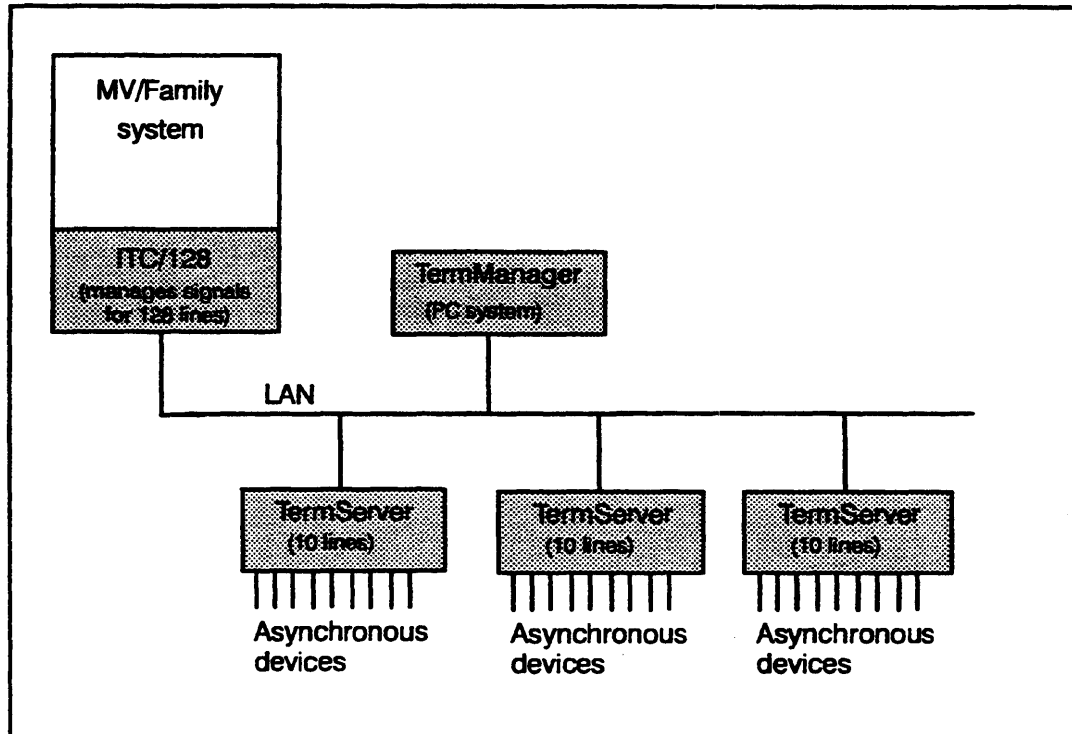 MV/Family
system
ITC/128
(manages signals
for 128 lines)
TermManager
(PC system)
LAN
TermServer
(10 lines)
TermServer
(10 lines)
TermServer
(10 lines)
Asynchronous
devices
Asynchronous
devices
Asynchronous
devices